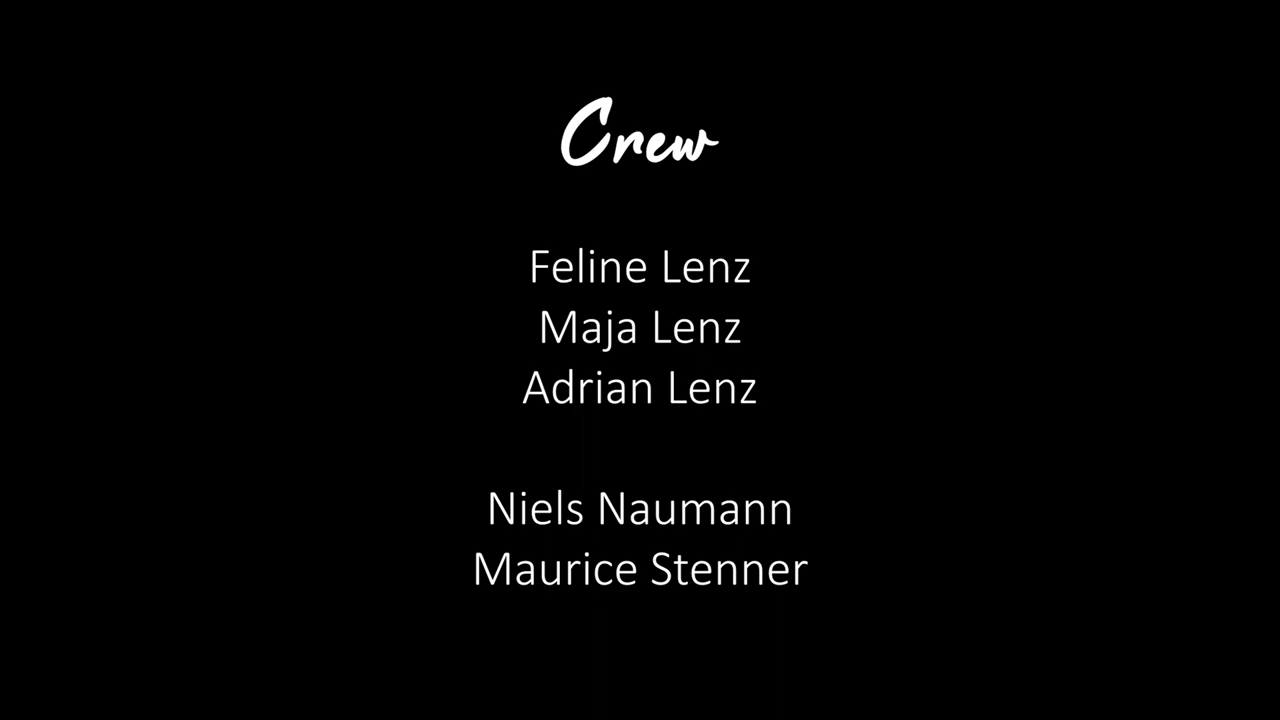 Crew
Feline Lenz
Maja Lenz
Adrian Lenz
Niels Naumann
Maurice Stenner